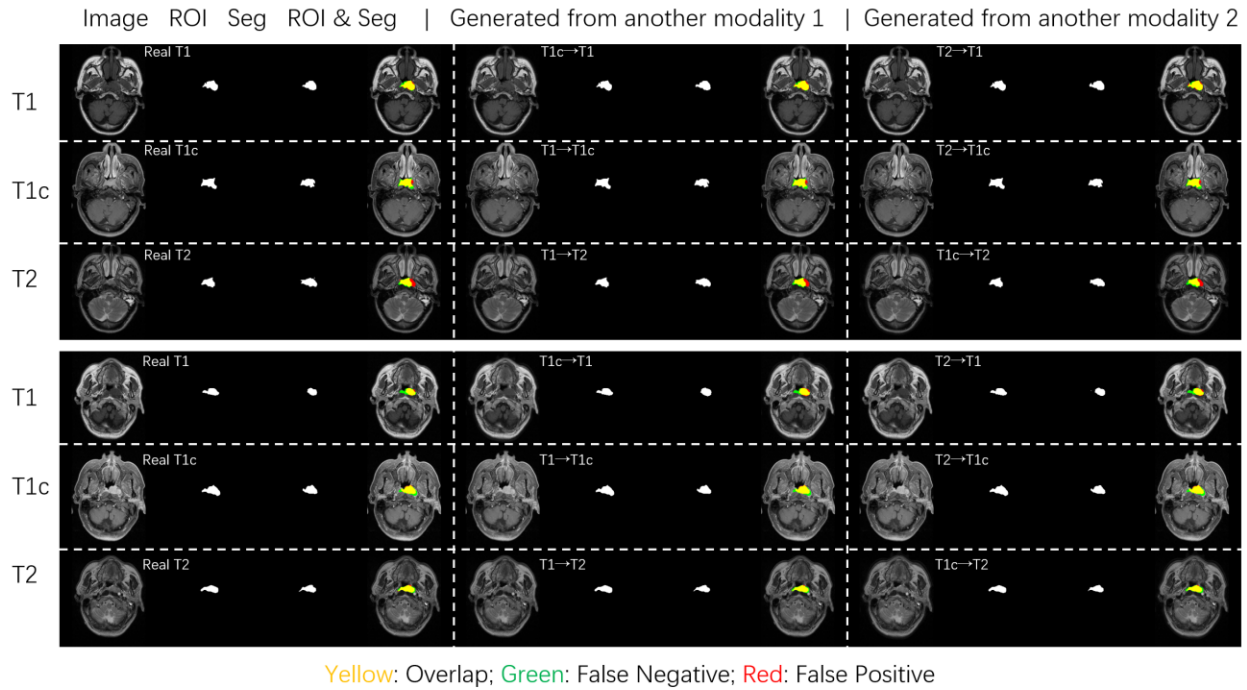 Image ROI Seg ROI & Seg | Generated from another modality 1 | Generated from another modality 2
T1 Real T1 T1c→T1 T2→T1
T1c Real T1c T1→T1c T2→T1c
T2 Real T2 T1→T2 T1c→T2
T1 Real T1 T1c→T1 T2→T1
T1c Real T1c T1→T1c T2→T1c
T2 Real T2 T1→T2 T1c→T2
Yellow: Overlap; Green: False Negative; Red: False Positive